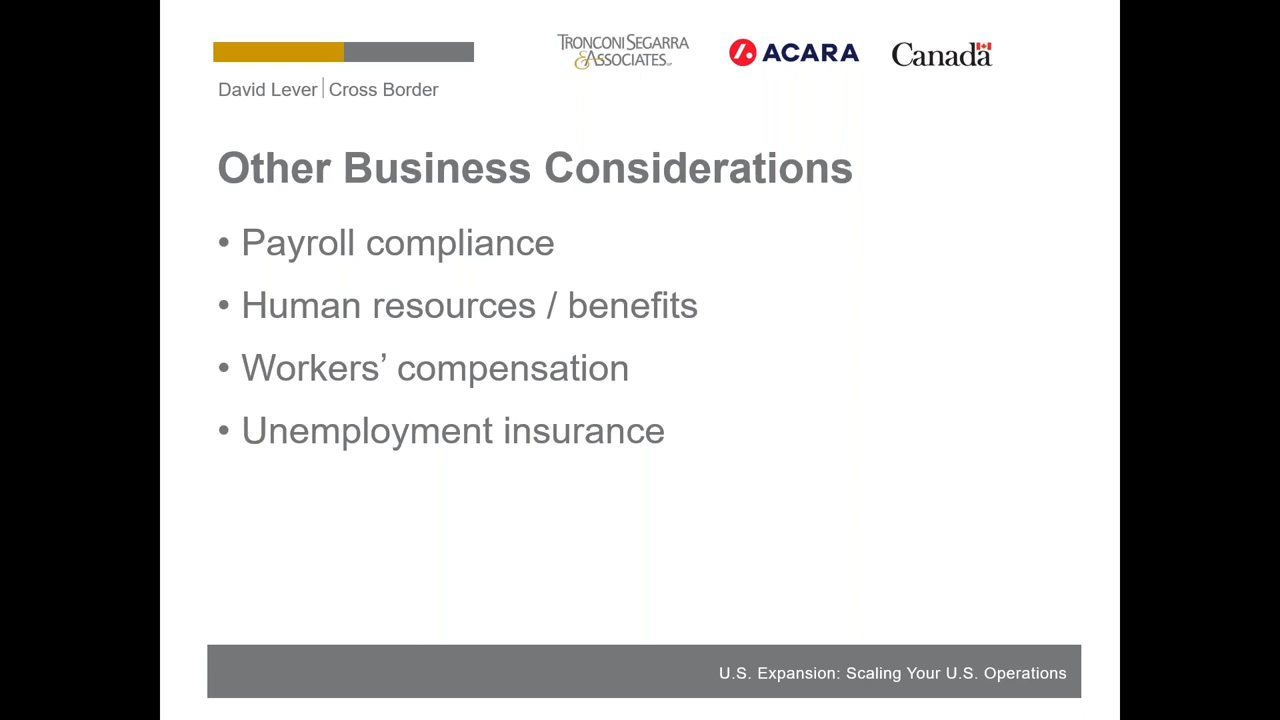 TRONCONI SEGARRA
& ASSOCIATES LLP
ACARA
Canada
David Lever | Cross Border
Other Business Considerations
• Payroll compliance
• Human resources / benefits
• Workers’ compensation
• Unemployment insurance
U.S. Expansion: Scaling Your U.S. Operations